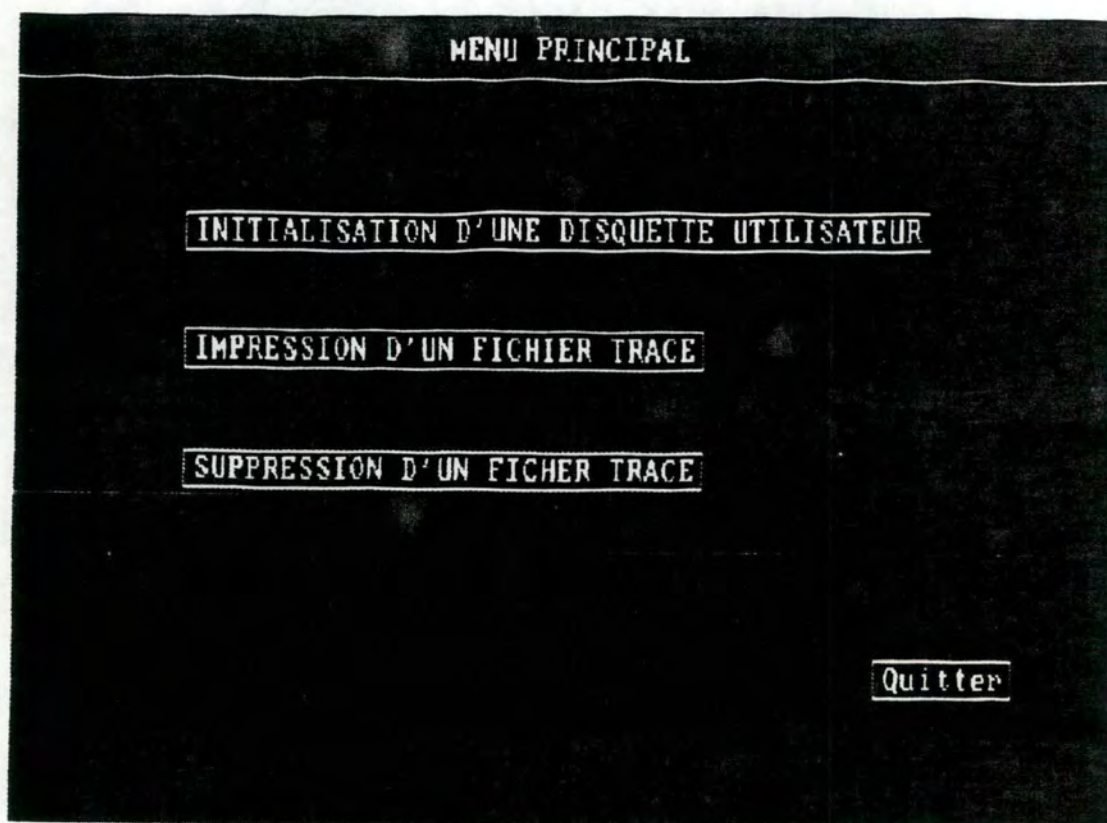 MENU PRINCIPAL
INITIALISATION D'UNE DISQUETTE UTILISATEUR
IMPRESSION D'UN FICHIER TRACE
SUPPRESSION D'UN FICHER TRACE
Quitter